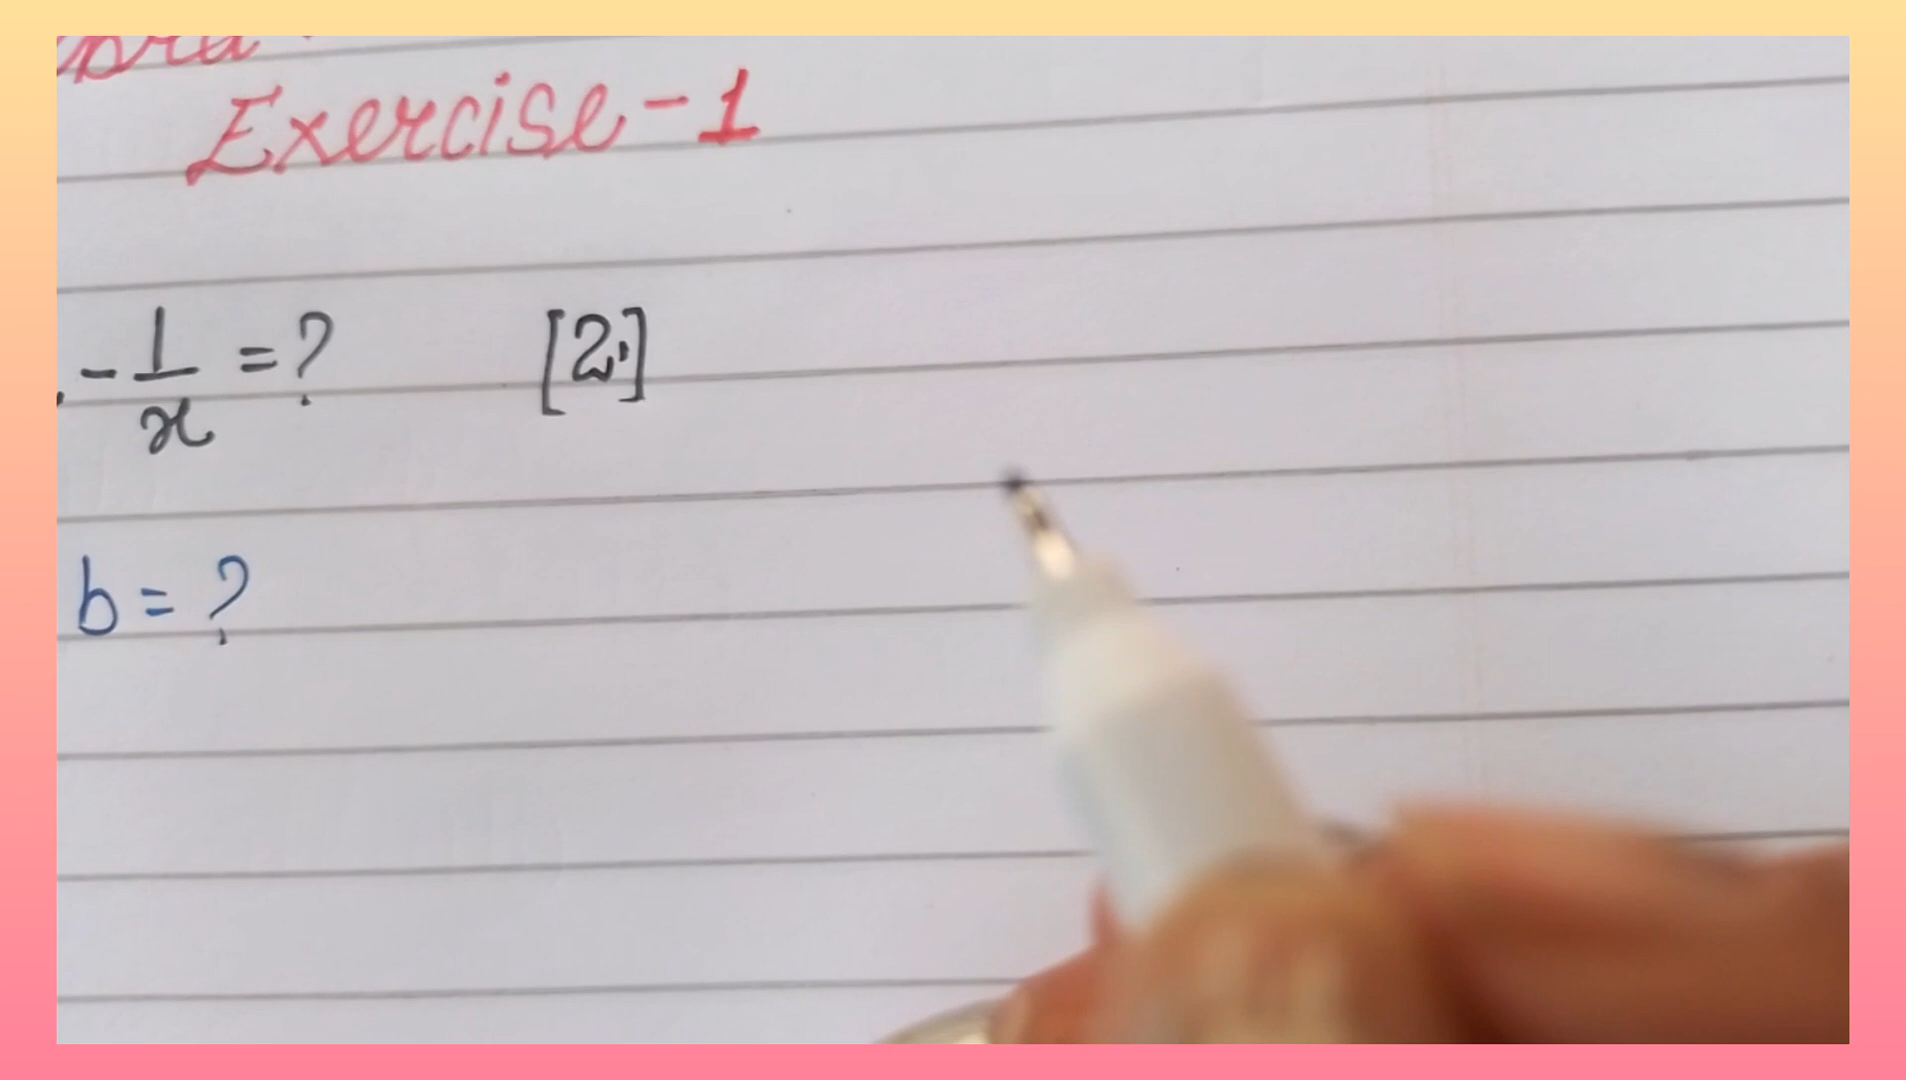 Exercise-1
- 1/x = ? [2]
b = ?